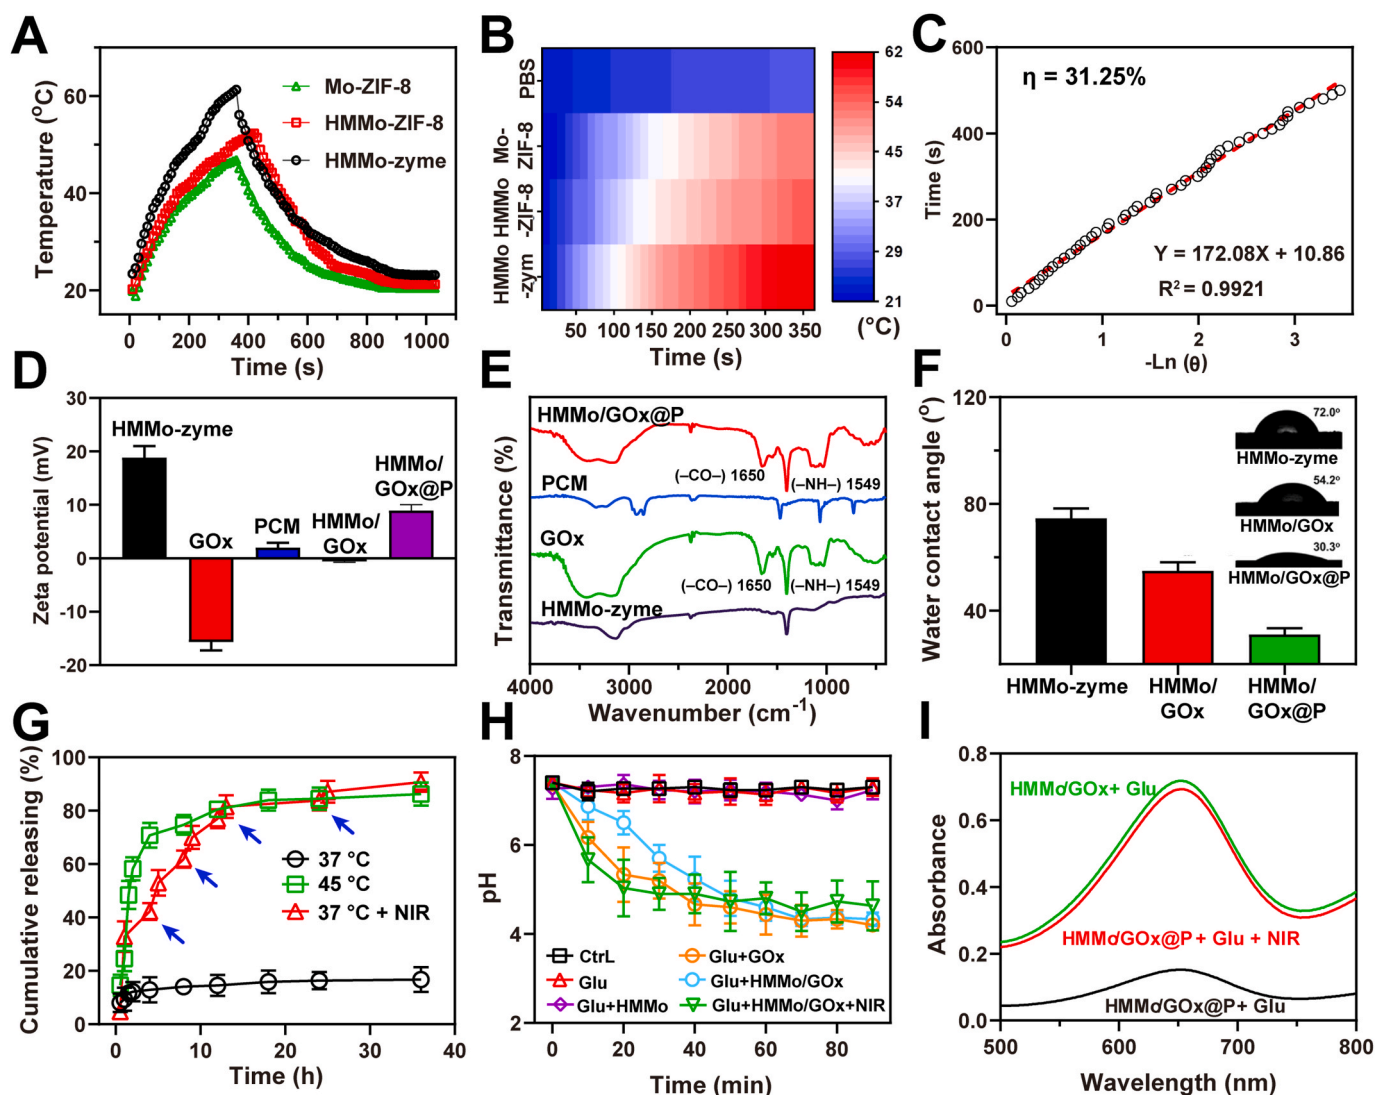 A
Temperature (°C)
60
40
20
Mo-ZIF-8
HMMo-ZIF-8
HMMo-zyme
0
200
400
600
800
1000
Time (s)
B
PBS
Mo-
ZIF-8
HMMo
-ZIF-8
HMMo
-zym
50
100
150
200
250
300
350
Time (s)
62
54
46
38
29
21
(°C)
C
η = 31.25%
Time (s)
600
400
200
0
Y = 172.08X + 10.86
R² = 0.9921
0
1
2
3
-Ln (θ)
D
Zeta potential (mV)
30
20
10
0
-10
-20
HMMo-zyme
GOx
PCM
HMMo/
GOx
HMMo/
GOx@P
E
Transmittance (%)
HMMo/GOx@P
(–CO–) 1650
(–NH–) 1549
PCM
GOx
(–CO–) 1650
(–NH–) 1549
HMMo-zyme
4000
3000
2000
1000
Wavenumber (cm⁻¹)
F
Water contact angle (°)
120
80
40
72.0°
HMMo-zyme
54.2°
HMMo/GOx
30.3°
HMMo/GOx@P
HMMo-zyme
HMMo/
GOx
HMMo/
GOx@P
G
Cumulative releasing (%)
100
80
60
40
20
0
37 °C
45 °C
37 °C + NIR
0
10
20
30
40
Time (h)
H
pH
8
6
4
2
CtrL
Glu
Glu+HMMo
Glu+GOx
Glu+HMMo/GOx
Glu+HMMo/GOx+NIR
0
20
40
60
80
Time (min)
I
Absorbance
0.8
0.6
0.4
0.2
0.0
HMMo/GOx+ Glu
HMMo/GOx@P + Glu + NIR
HMMo/GOx@P+ Glu
500
600
700
800
Wavelength (nm)